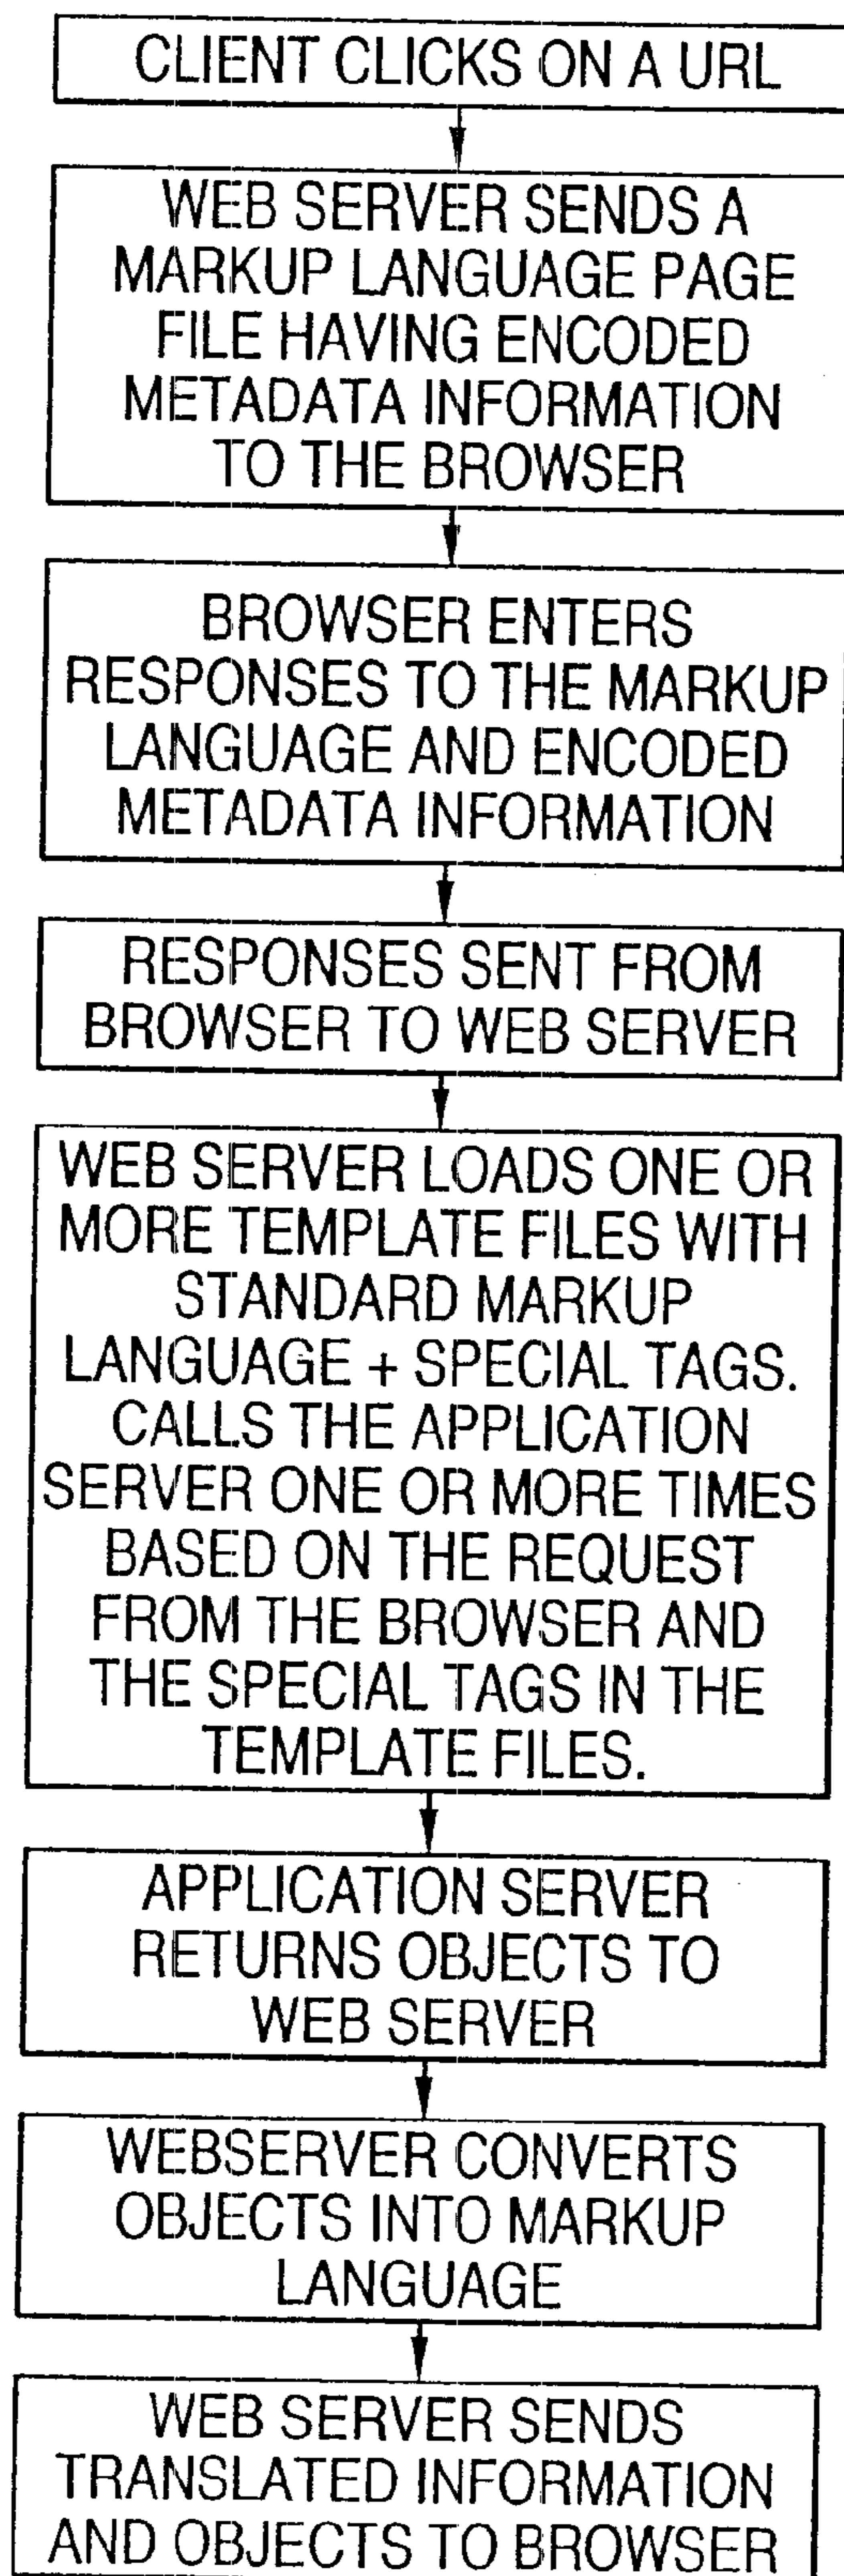 CLIENT CLICKS ON A URL
WEB SERVER SENDS A
MARKUP LANGUAGE PAGE
FILE HAVING ENCODED
METADATA INFORMATION
TO THE BROWSER
BROWSER ENTERS
RESPONSES TO THE MARKUP
LANGUAGE AND ENCODED
METADATA INFORMATION
RESPONSES SENT FROM
BROWSER TO WEB SERVER
WEB SERVER LOADS ONE OR
MORE TEMPLATE FILES WITH
STANDARD MARKUP
LANGUAGE + SPECIAL TAGS.
CALLS THE APPLICATION
SERVER ONE OR MORE TIMES
BASED ON THE REQUEST
FROM THE BROWSER AND
THE SPECIAL TAGS IN THE
TEMPLATE FILES.
APPLICATION SERVER
RETURNS OBJECTS TO
WEB SERVER
WEBSERVER CONVERTS
OBJECTS INTO MARKUP
LANGUAGE
WEB SERVER SENDS
TRANSLATED INFORMATION
AND OBJECTS TO BROWSER